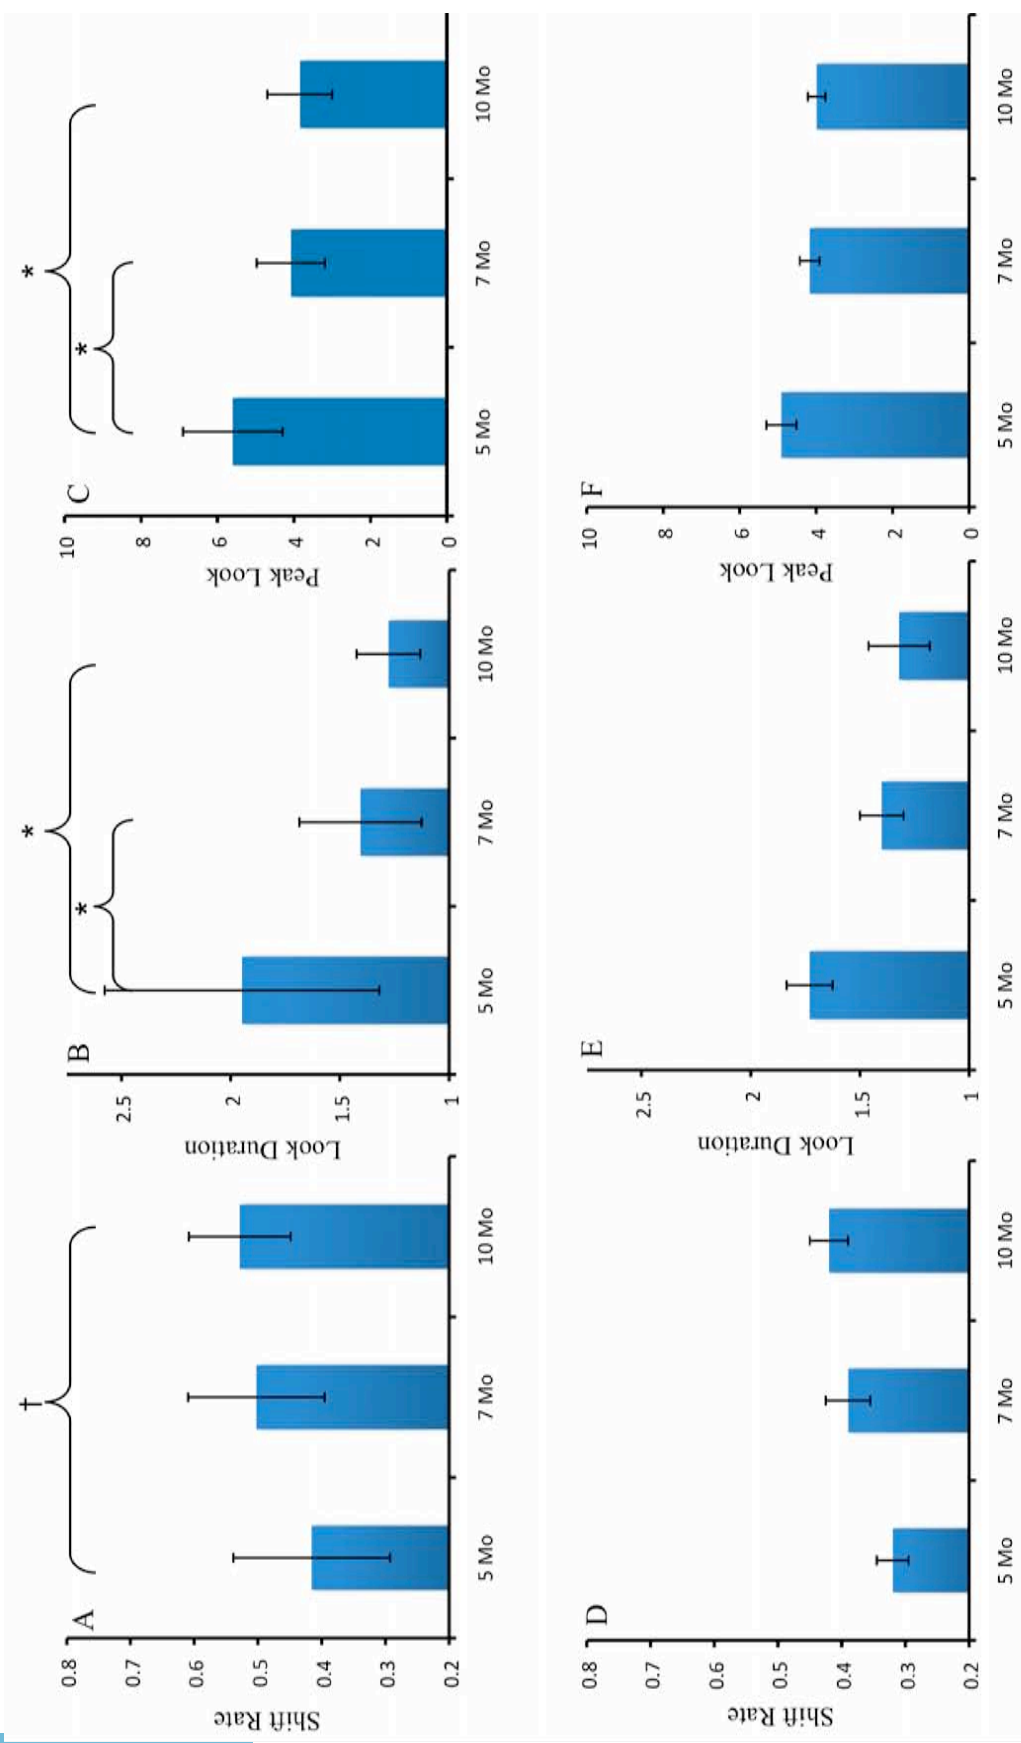 A
†
Shift Rate
0.8
0.7
0.6
0.5
0.4
0.3
0.2
5 Mo
7 Mo
10 Mo
B
*
*
Look Duration
2.5
2
1.5
1
5 Mo
7 Mo
10 Mo
C
*
*
Peak Look
10
8
6
4
2
0
5 Mo
7 Mo
10 Mo
D
Shift Rate
0.8
0.7
0.6
0.5
0.4
0.3
0.2
5 Mo
7 Mo
10 Mo
E
Look Duration
2.5
2
1.5
1
5 Mo
7 Mo
10 Mo
F
Peak Look
10
8
6
4
2
0
5 Mo
7 Mo
10 Mo